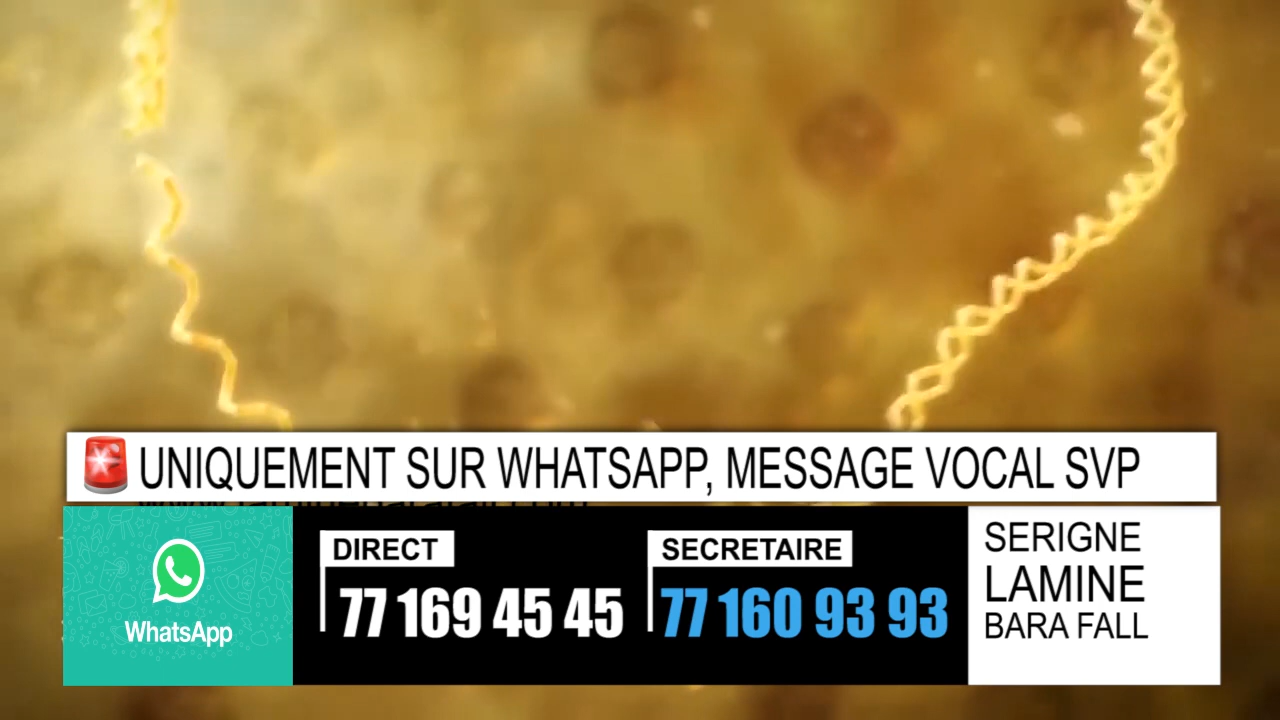 UNIQUEMENT SUR WHATSAPP, MESSAGE VOCAL SVP
WhatsApp
DIRECT
77 169 45 45
SECRETAIRE
77 160 93 93
SERIGNE
LAMINE
BARA FALL